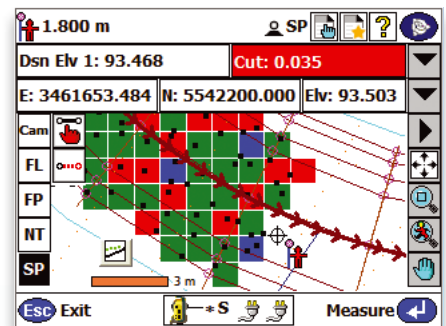 1.800 m SP ?
Dsn Elv 1: 93.468 Cut: 0.035
E: 3461653.484 N: 5542200.000 Elv: 93.503
Cam
FL
FP
NT
SP
3 m
Esc Exit * S Measure